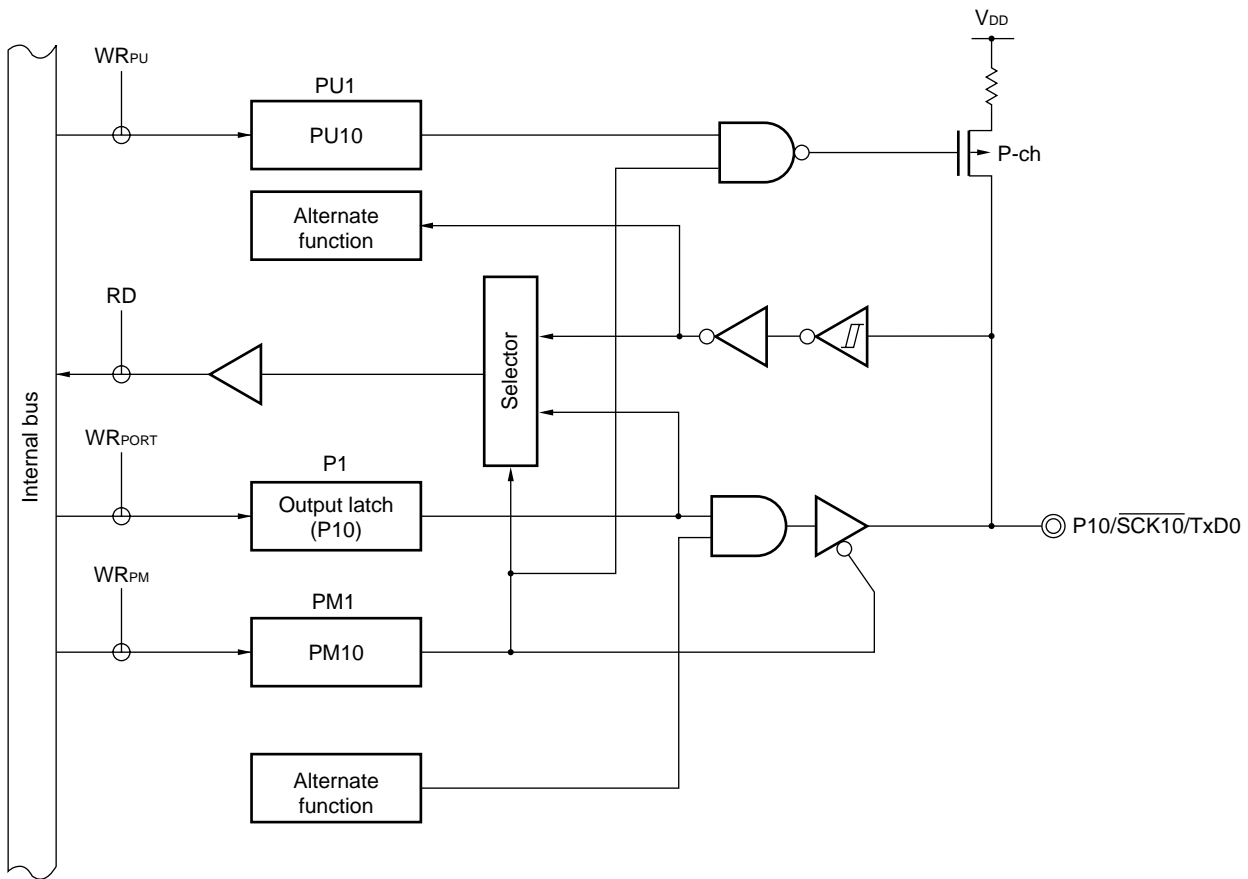 VDD
WRPU
PU1
PU10
P-ch
Alternate
function
RD
Selector
Internal bus
WRPORT
P1
Output latch
(P10)
P10/SCK10/TxD0
WRPM
PM1
PM10
Alternate
function